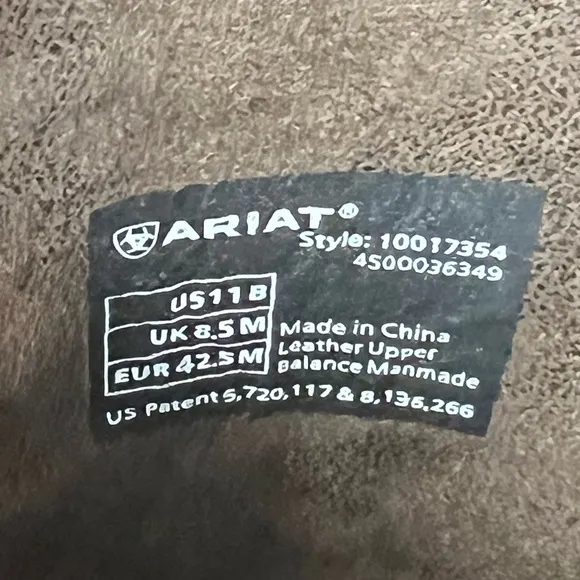 ARIAT®
Style: 10017354
4500036349
US 11 B
UK 8.5 M
EUR 42.5 M
Made in China
Leather Upper
Balance Manmade
US Patent 5,720,117 & 8,136,266